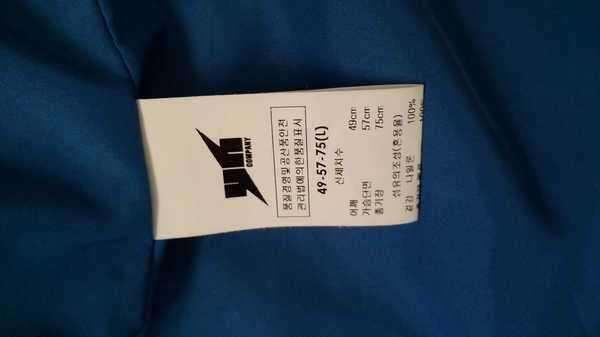 COMPANY
품질경영및공산품안전
관리법에의한품질표시
49-57-75(L)
신체치수
어깨 49cm
가슴단면 57cm
총기장 75cm
섬유의조성(혼용율)
겉감 나일론 100%